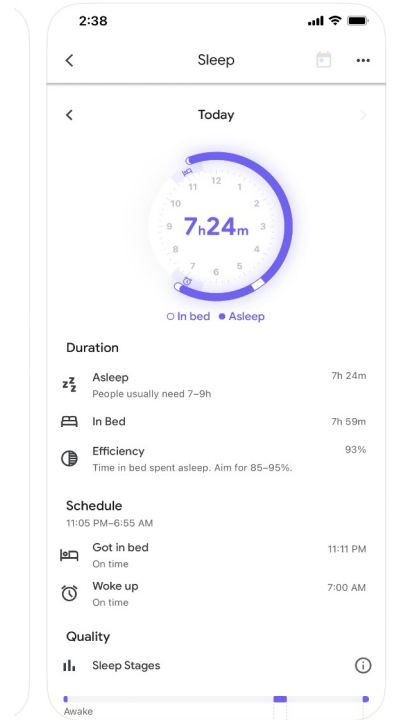 2:38
Sleep
Today
12
11
1
10
2
9
7h24m
3
8
4
7
5
6
In bed
Asleep
Duration
Asleep
7h 24m
People usually need 7–9h
In Bed
7h 59m
Efficiency
93%
Time in bed spent asleep. Aim for 85–95%.
Schedule
11:05 PM–6:55 AM
Got in bed
11:11 PM
On time
Woke up
7:00 AM
On time
Quality
Sleep Stages
Awake